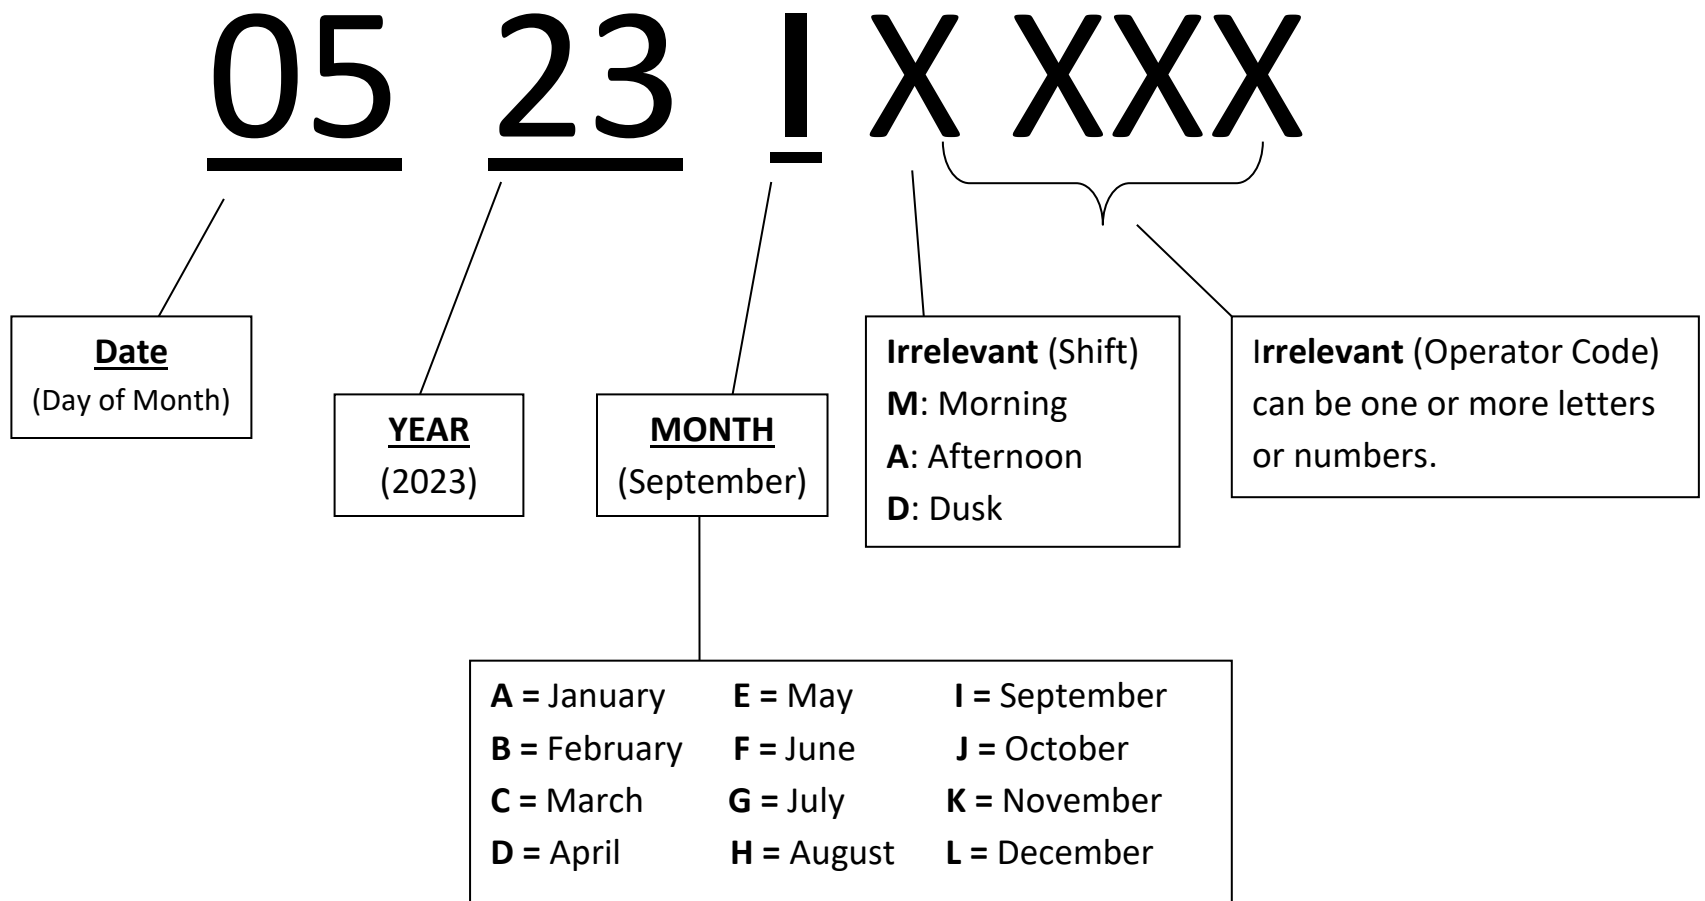 05 23 I X XXX
Date
(Day of Month)
YEAR
(2023)
MONTH
(September)
Irrelevant (Shift)
M: Morning
A: Afternoon
D: Dusk
Irrelevant (Operator Code)
can be one or more letters
or numbers.
A = January E = May I = September
B = February F = June J = October
C = March G = July K = November
D = April H = August L = December